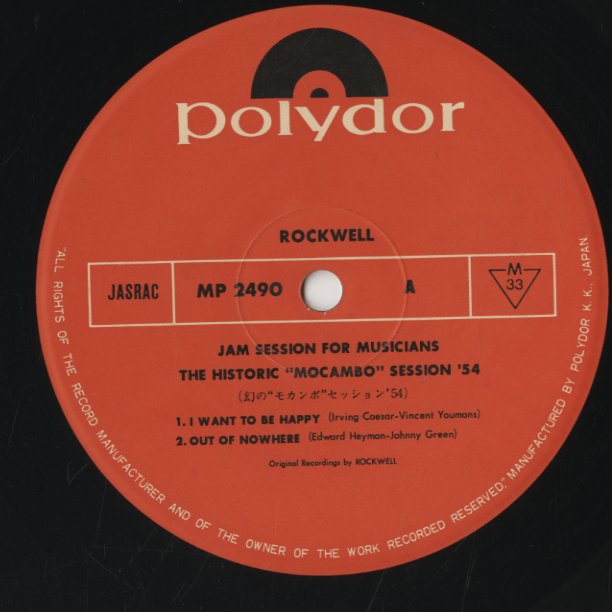 polydor
ROCKWELL
JASRAC
MP 2490
A
M
33
JAM SESSION FOR MUSICIANS
THE HISTORIC "MOCAMBO" SESSION '54
(幻の"モカンボ"セッション'54)
1. I WANT TO BE HAPPY (Irving Caesar-Vincent Youmans)
2. OUT OF NOWHERE (Edward Heyman-Johnny Green)
Original Recordings by ROCKWELL
"ALL RIGHTS OF THE RECORD MANUFACTURER AND OF THE OWNER OF THE WORK RECORDED RESERVED," MANUFACTURED BY POLYDOR K. K., JAPAN.